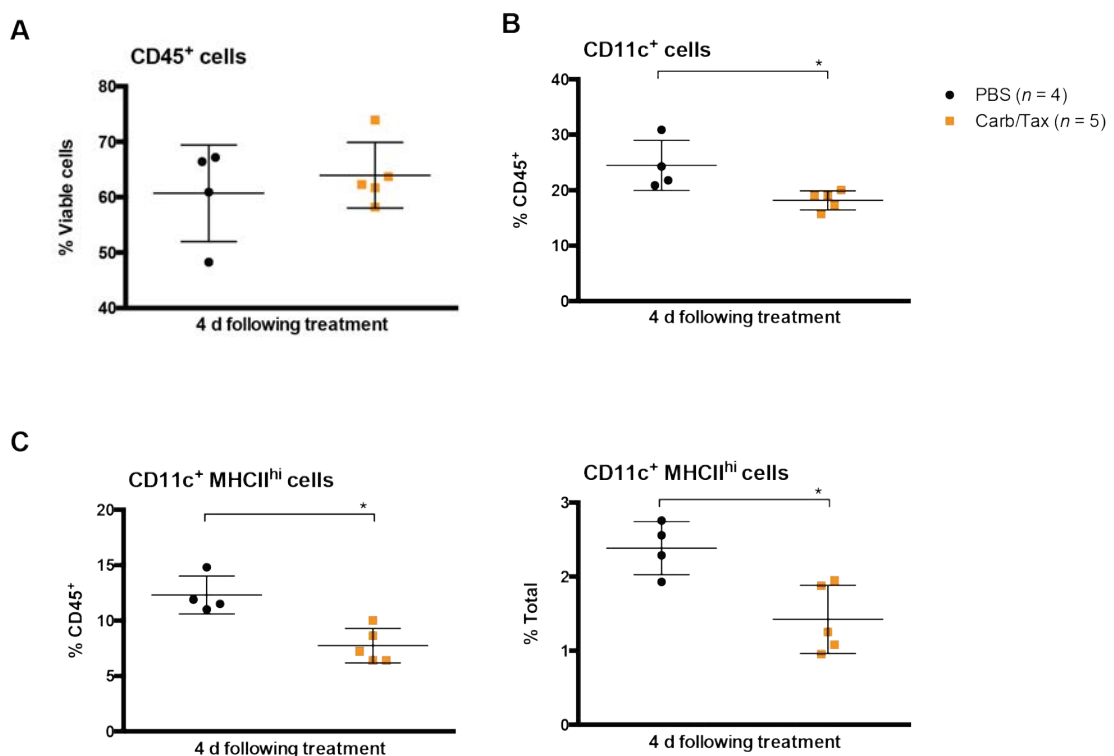 A
CD45⁺ cells
80
70
60
50
40
% Viable cells
4 d following treatment
B
CD11c⁺ cells
*
40
30
20
10
0
% CD45⁺
4 d following treatment
PBS (n = 4)
Carb/Tax (n = 5)
C
CD11c⁺ MHCIIʰⁱ cells
*
20
15
10
5
0
% CD45⁺
4 d following treatment
CD11c⁺ MHCIIʰⁱ cells
*
3
2
1
0
% Total
4 d following treatment